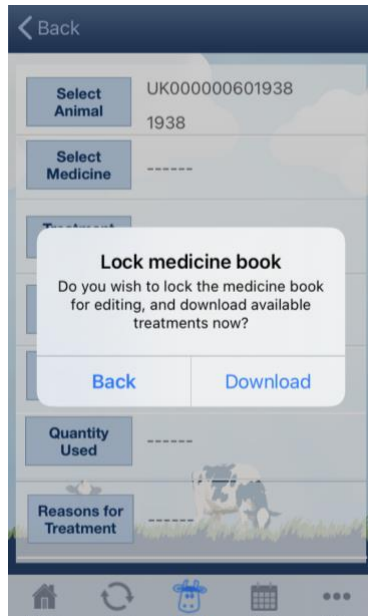 Back
Select
Animal
UK000000601938
1938
Select
Medicine
------
Lock medicine book
Do you wish to lock the medicine book
for editing, and download available
treatments now?
Back
Download
Quantity
Used
------
Reasons for
Treatment
------